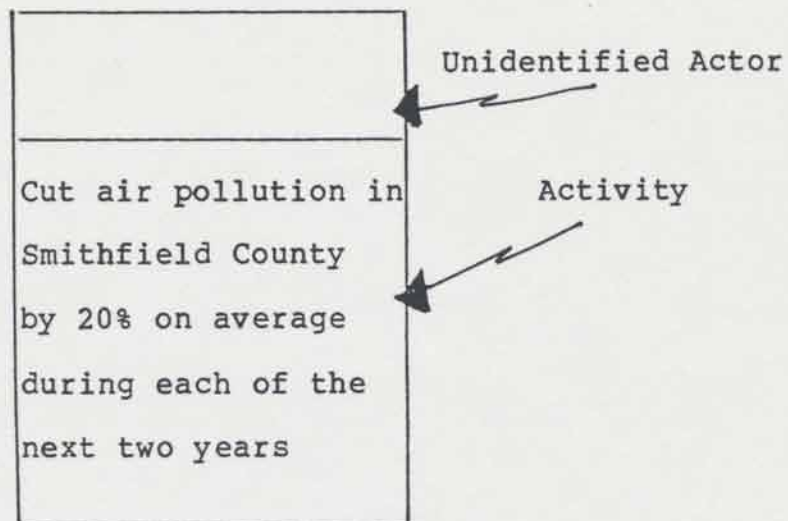 Unidentified Actor
Cut air pollution in
Smithfield County
by 20% on average
during each of the
next two years
Activity